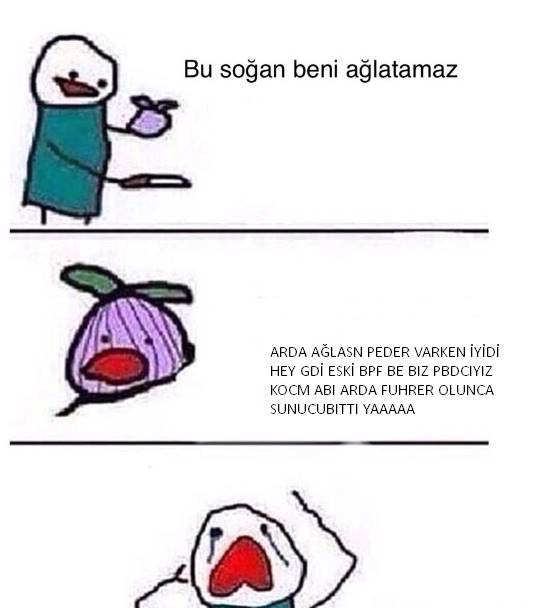 Bu soğan beni ağlatamaz
ARDA AĞLASN PEDER VARKEN İYİDİ
HEY GDİ ESKİ BPF BE BIZ PBDCIYIZ
KOCM ABI ARDA FUHRER OLUNCA
SUNUCUBITTI YAAAAA